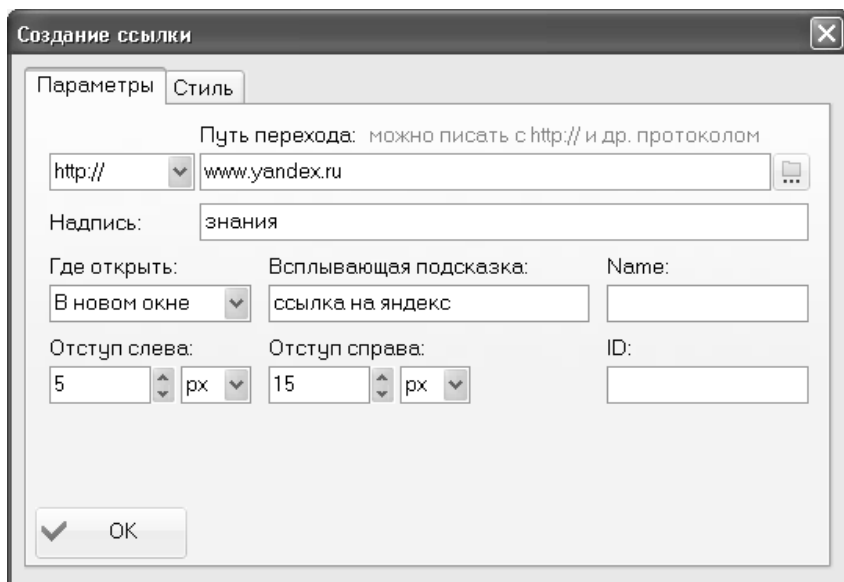 Создание ссылки
Параметры Стиль
Путь перехода: можно писать с http:// и др. протоколом
http:// www.yandex.ru
Надпись: знания
Где открыть: Всплывающая подсказка: Name:
В новом окне ссылка на яндекс
Отступ слева: Отступ справа: ID:
5 px 15 px
OK